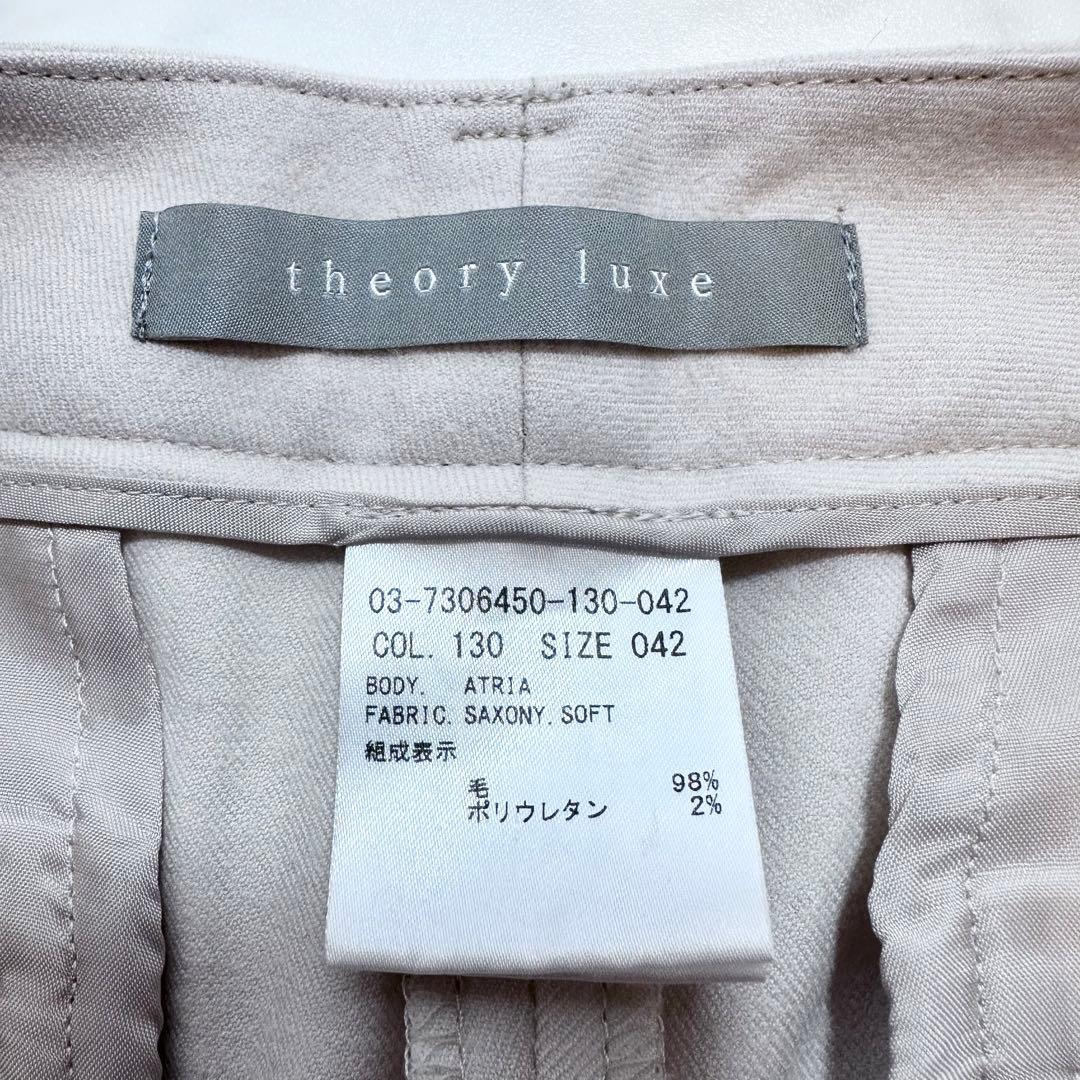 theory luxe
03-7306450-130-042
COL. 130 SIZE 042
BODY. ATRIA
FABRIC. SAXONY. SOFT
組成表示
毛 98%
ポリウレタン 2%